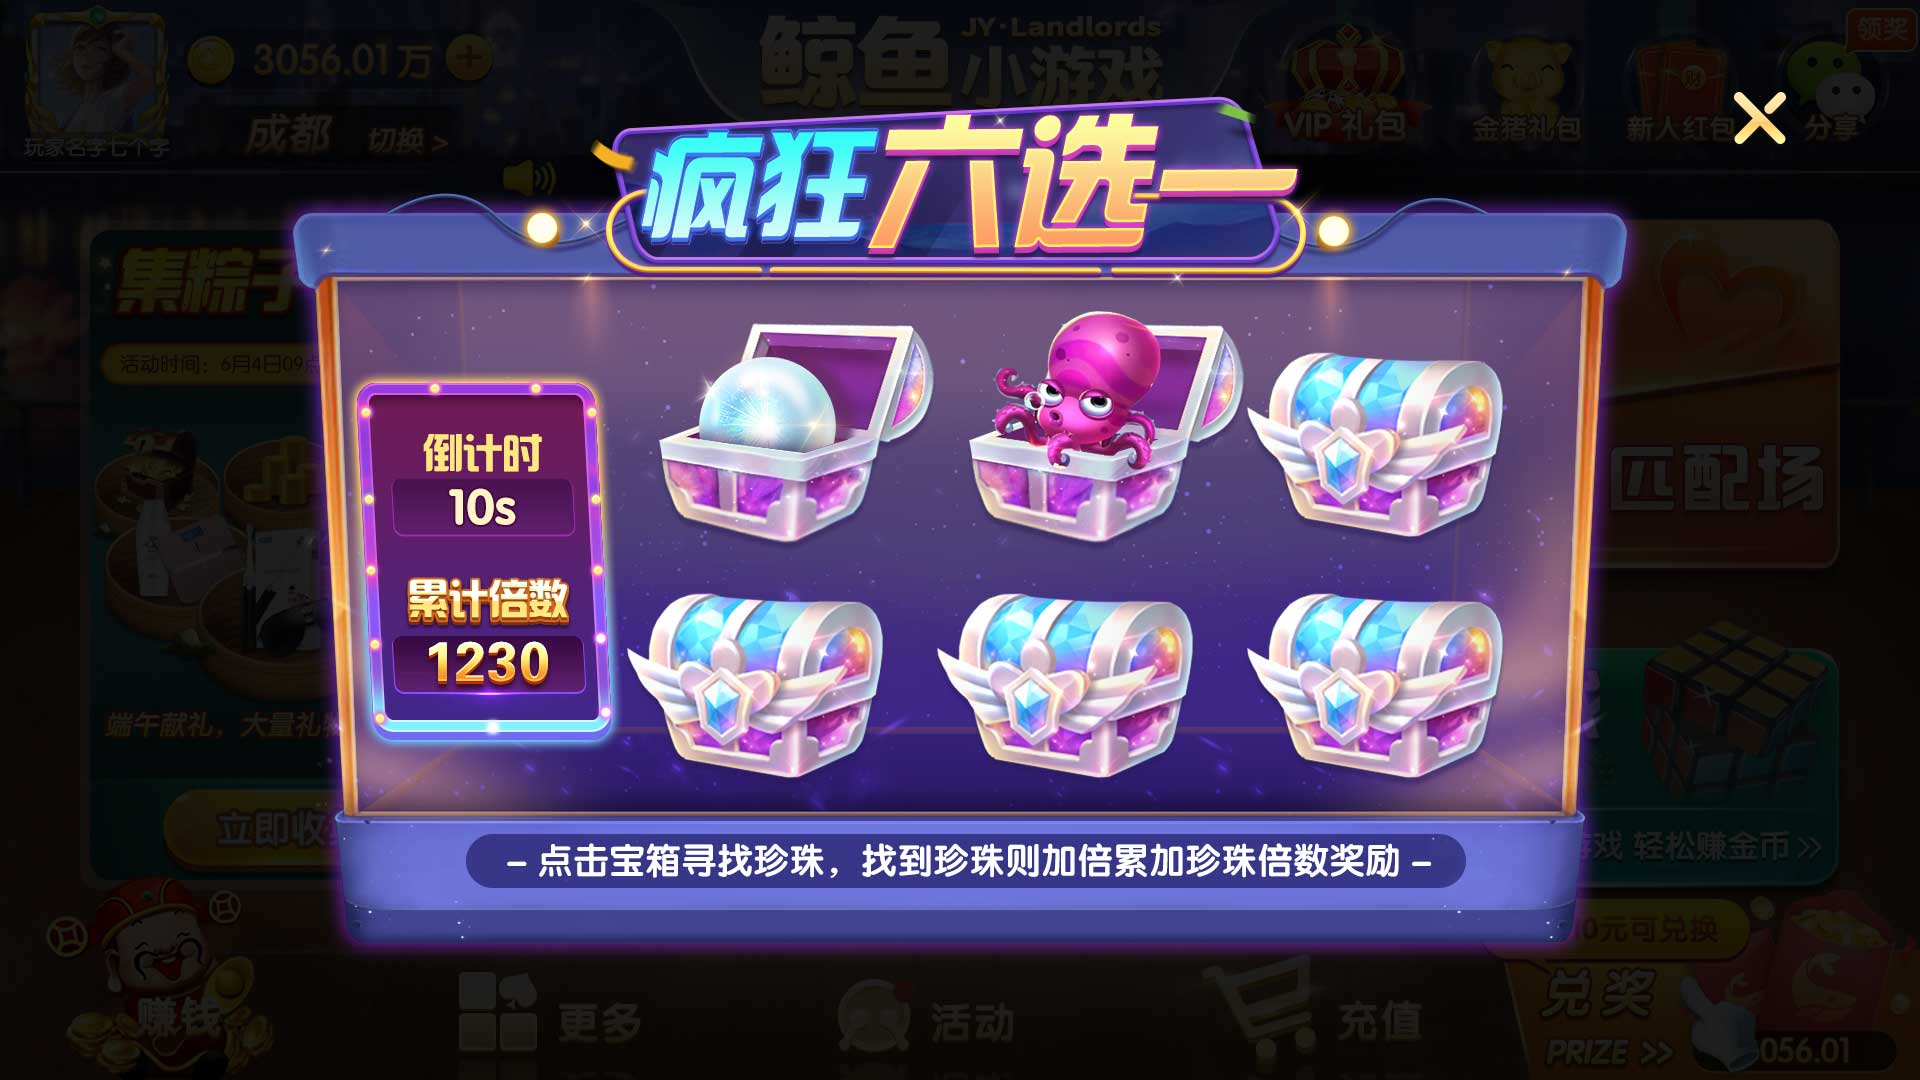 领奖
JY·Landlords
3056.01万
鲸鱼
小游戏
成都 切换>
VIP 礼包
金猪礼包
新人红包
分享
玩家名字七个字
疯狂六选一
集粽子
活动时间：6月4日09点
倒计时
10s
匹配场
累计倍数
1230
端午献礼，大量礼
立即收
戏 轻松赚金币>>
– 点击宝箱寻找珍珠，找到珍珠则加倍累加珍珠倍数奖励 –
0元可兑换
兑奖
赚钱
更多
活动
充值
PRIZE >>
056.01